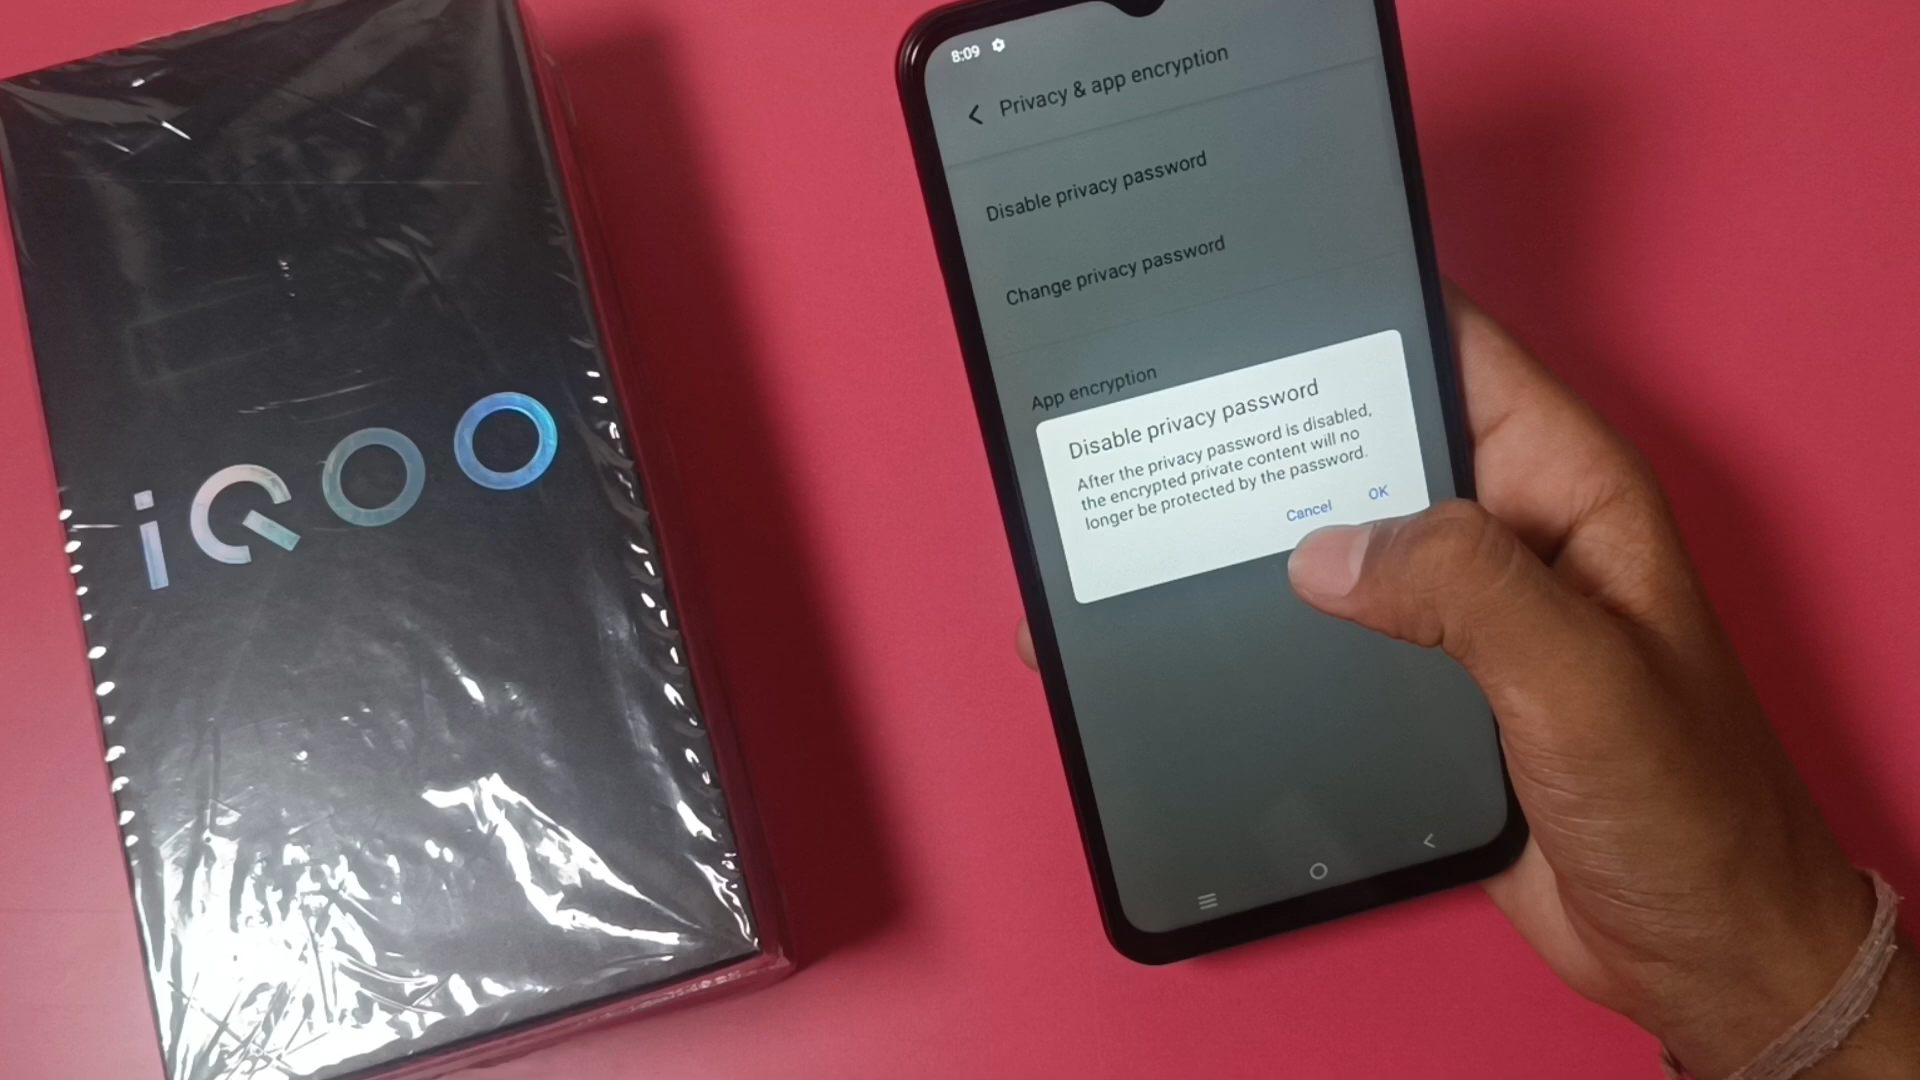 iQOO
8:09
Privacy & app encryption
Disable privacy password
Change privacy password
App encryption
Disable privacy password
After the privacy password is disabled,
the encrypted private content will no
longer be protected by the password.
Cancel OK